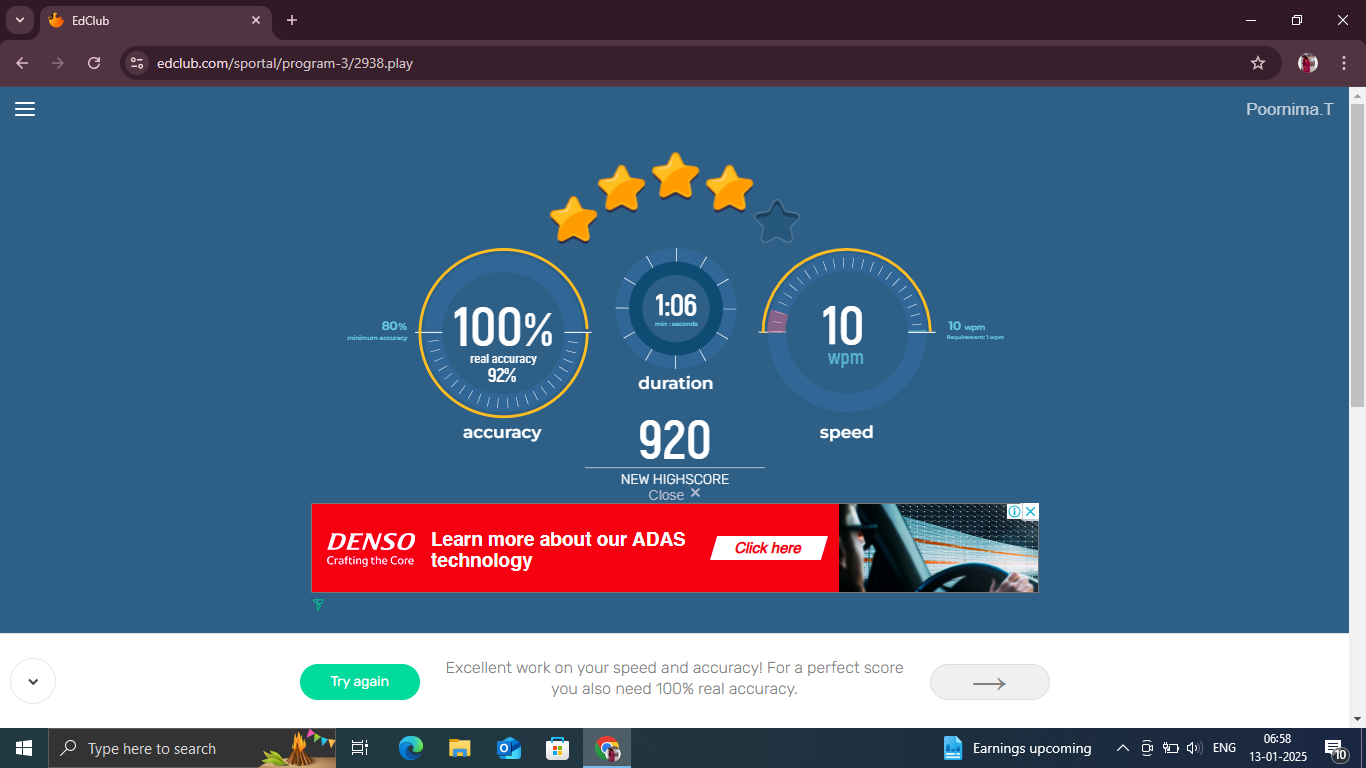 EdClub
edclub.com/sportal/program-3/2938.play
Poornima.T
80%
minimum accuracy
100%
real accuracy
92%
accuracy
1:06
min : seconds
duration
10
wpm
speed
10 wpm
Requirement: 1 wpm
920
NEW HIGHSCORE
Close
DENSO
Crafting the Core
Learn more about our ADAS
technology
Click here
Try again
Excellent work on your speed and accuracy! For a perfect score
you also need 100% real accuracy.
Type here to search
Earnings upcoming
ENG
06:58
13-01-2025
10